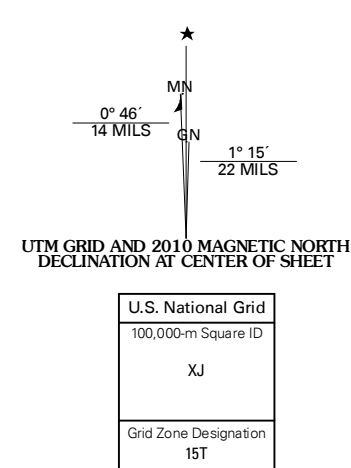 MN
0° 46´
14 MILS
GN
1° 15´
22 MILS
UTM GRID AND 2010 MAGNETIC NORTH
DECLINATION AT CENTER OF SHEET
U.S. National Grid
100,000-m Square ID
XJ
Grid Zone Designation
15T